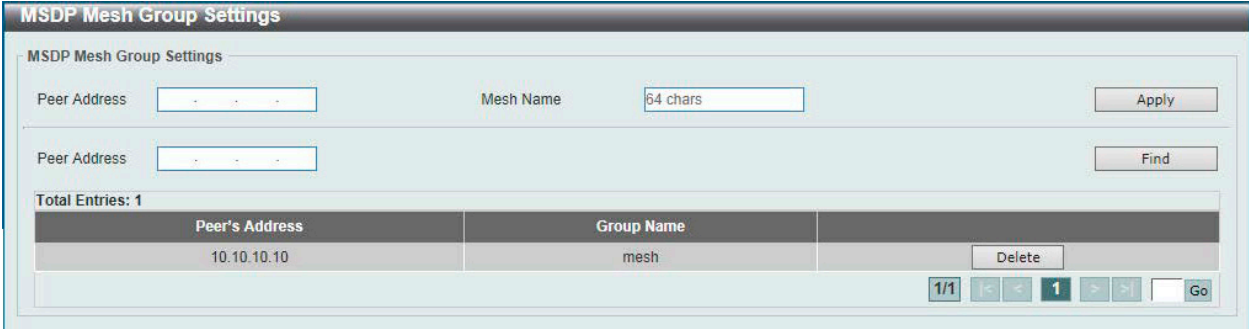 MSDP Mesh Group Settings
MSDP Mesh Group Settings
Peer Address . . . Mesh Name 64 chars Apply
Peer Address . . . Find
Total Entries: 1
Peer's Address Group Name
10.10.10.10 mesh Delete
1/1 |< < 1 > >| Go